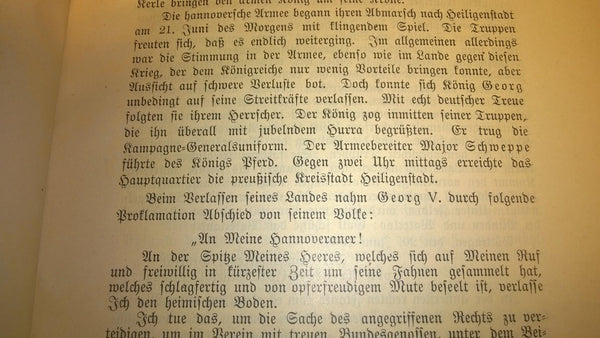 Kerle bringen den armen König um seine Krone.
Die hannoversche Armee begann ihren Abmarsch nach Heiligenstadt
am 21. Juni des Morgens mit klingendem Spiel. Die Truppen
freuten sich, daß es endlich weiterging. Im allgemeinen allerdings
war die Stimmung in der Armee, ebenso wie im Lande gegen diesen
Krieg, der dem Königreiche nur wenig Vorteile bringen konnte, aber
Aussicht auf schwere Verluste bot. Doch konnte sich König Georg
unbedingt auf seine Streitkräfte verlassen. Mit echt deutscher Treue
folgten sie ihrem Herrscher. Der König zog inmitten seiner Truppen,
die ihn überall mit jubelndem Hurra begrüßten. Er trug die
Kampagne-Generalsuniform. Der Armeebereiter Major Schweppe
führte des Königs Pferd. Gegen zwei Uhr mittags erreichte das
Hauptquartier die preußische Kreisstadt Heiligenstadt.
Beim Verlassen seines Landes nahm Georg V. durch folgende
Proklamation Abschied von seinem Volke:
„An Meine Hannoveraner!
An der Spitze Meines Heeres, welches sich auf Meinen Ruf
und freiwillig in kürzester Zeit um seine Fahnen gesammelt hat,
welches schlagfertig und von opferfreudigem Mute beseelt ist, verlasse
Ich den heimischen Boden.
Ich tue das, um die Sache des angegriffenen Rechts zu ver-
teidigen, um im Verein mit treuen Bundesgenossen, unter dem Bei-